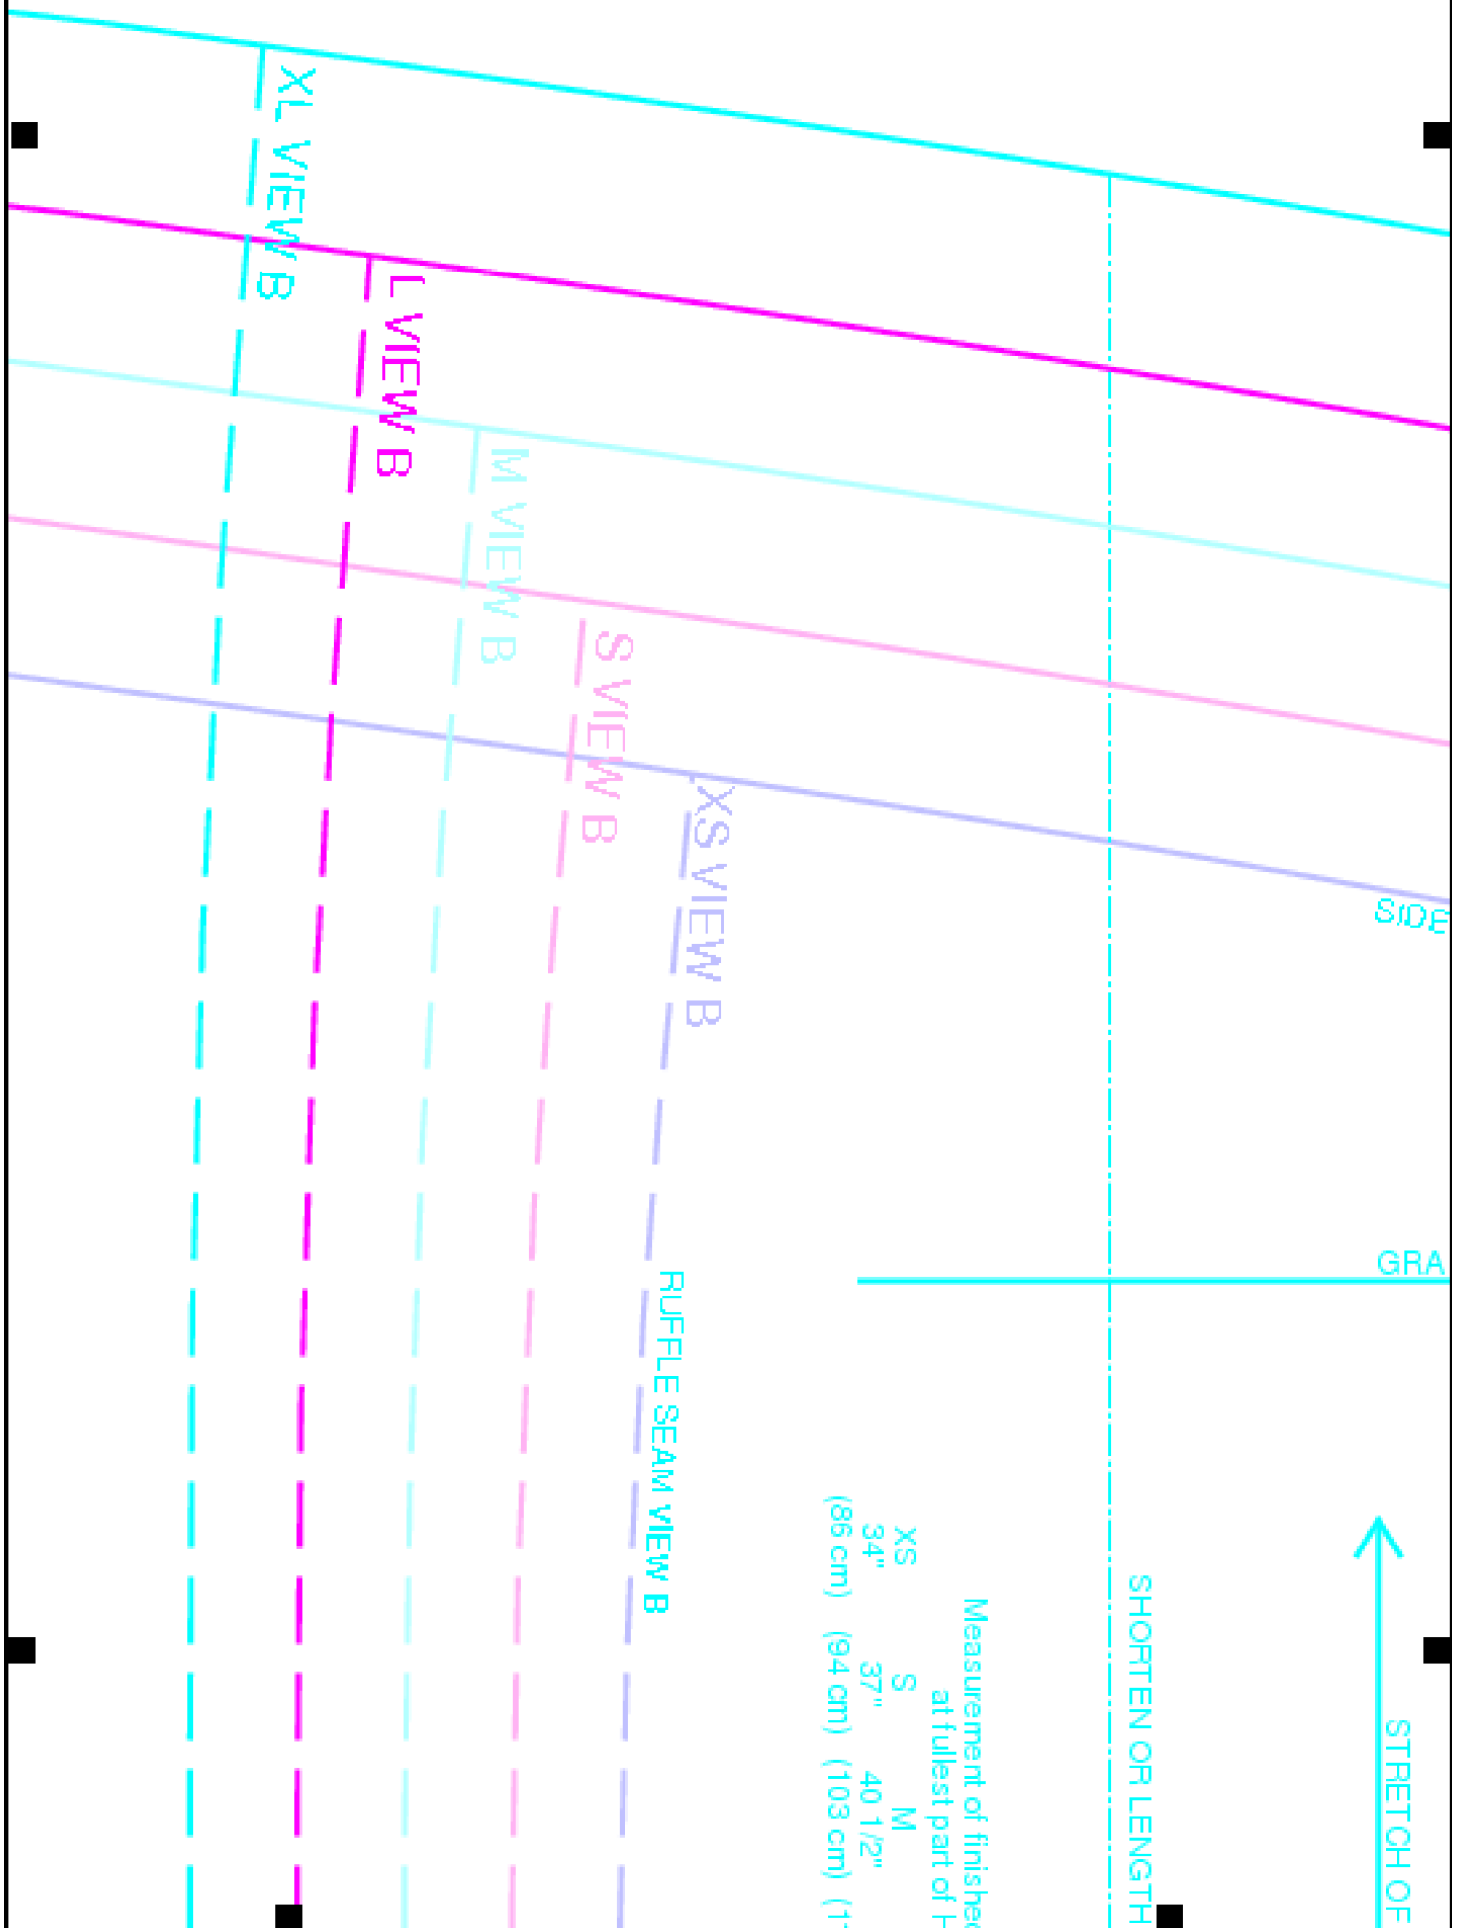 XL VIEW B
L VIEW B
M VIEW B
S VIEW B
XS VIEW B
SIDE
GRA
RUFFLE SEAM VIEW B
STRETCH OF
SHORTEN OR LENGTH
Measurement of finished
at fullest part of H
XS S M
34" 37" 40 1/2"
(86 cm) (94 cm) (103 cm) (1